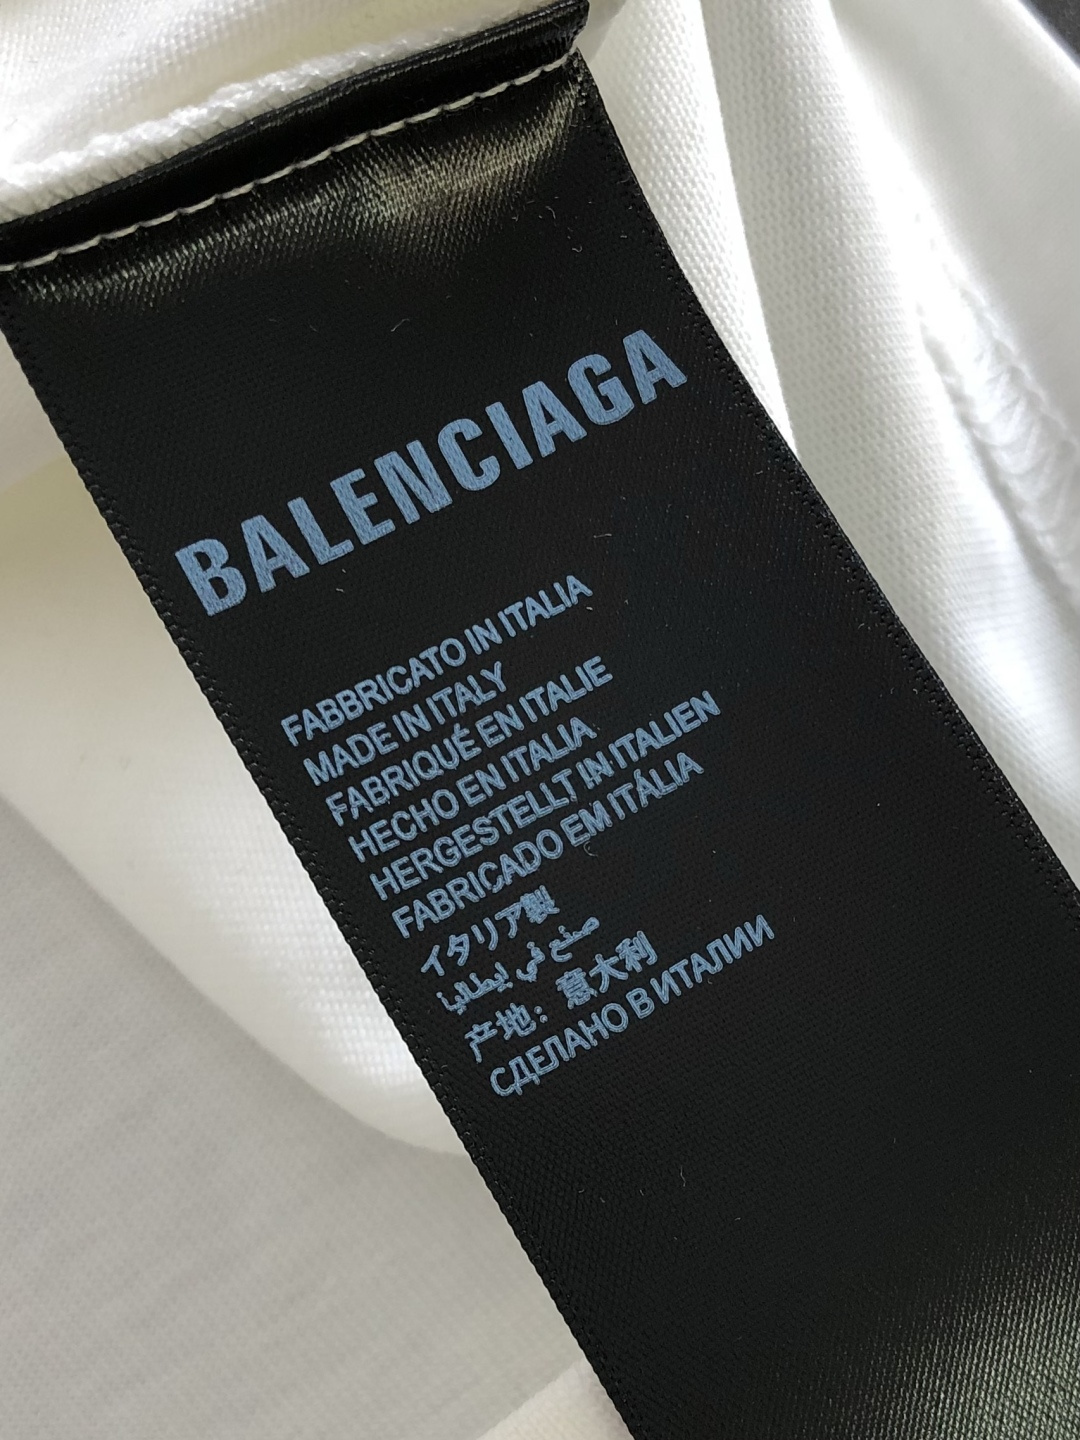 BALENCIAGA
FABBRICATO IN ITALIA
MADE IN ITALY
FABRIQUÉ EN ITALIE
HECHO EN ITALIA
HERGESTELLT IN ITALIEN
FABRICADO EM ITÁLIA
イタリア製
صنع في إيطاليا
产地：意大利
СДЕЛАНО В ИТАЛИИ